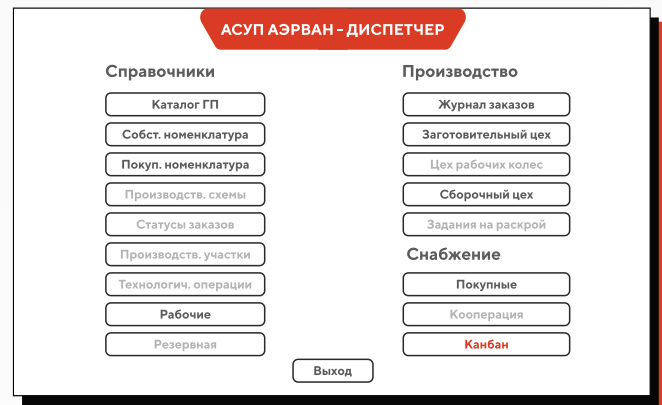 АСУП АЭРВАН - ДИСПЕТЧЕР
Справочники
Каталог ГП
Собст. номенклатура
Покуп. номенклатура
Производств. схемы
Статусы заказов
Производств. участки
Технологич. операции
Рабочие
Резервная
Производство
Журнал заказов
Заготовительный цех
Цех рабочих колес
Сборочный цех
Задания на раскрой
Снабжение
Покупные
Кооперация
Канбан
Выход